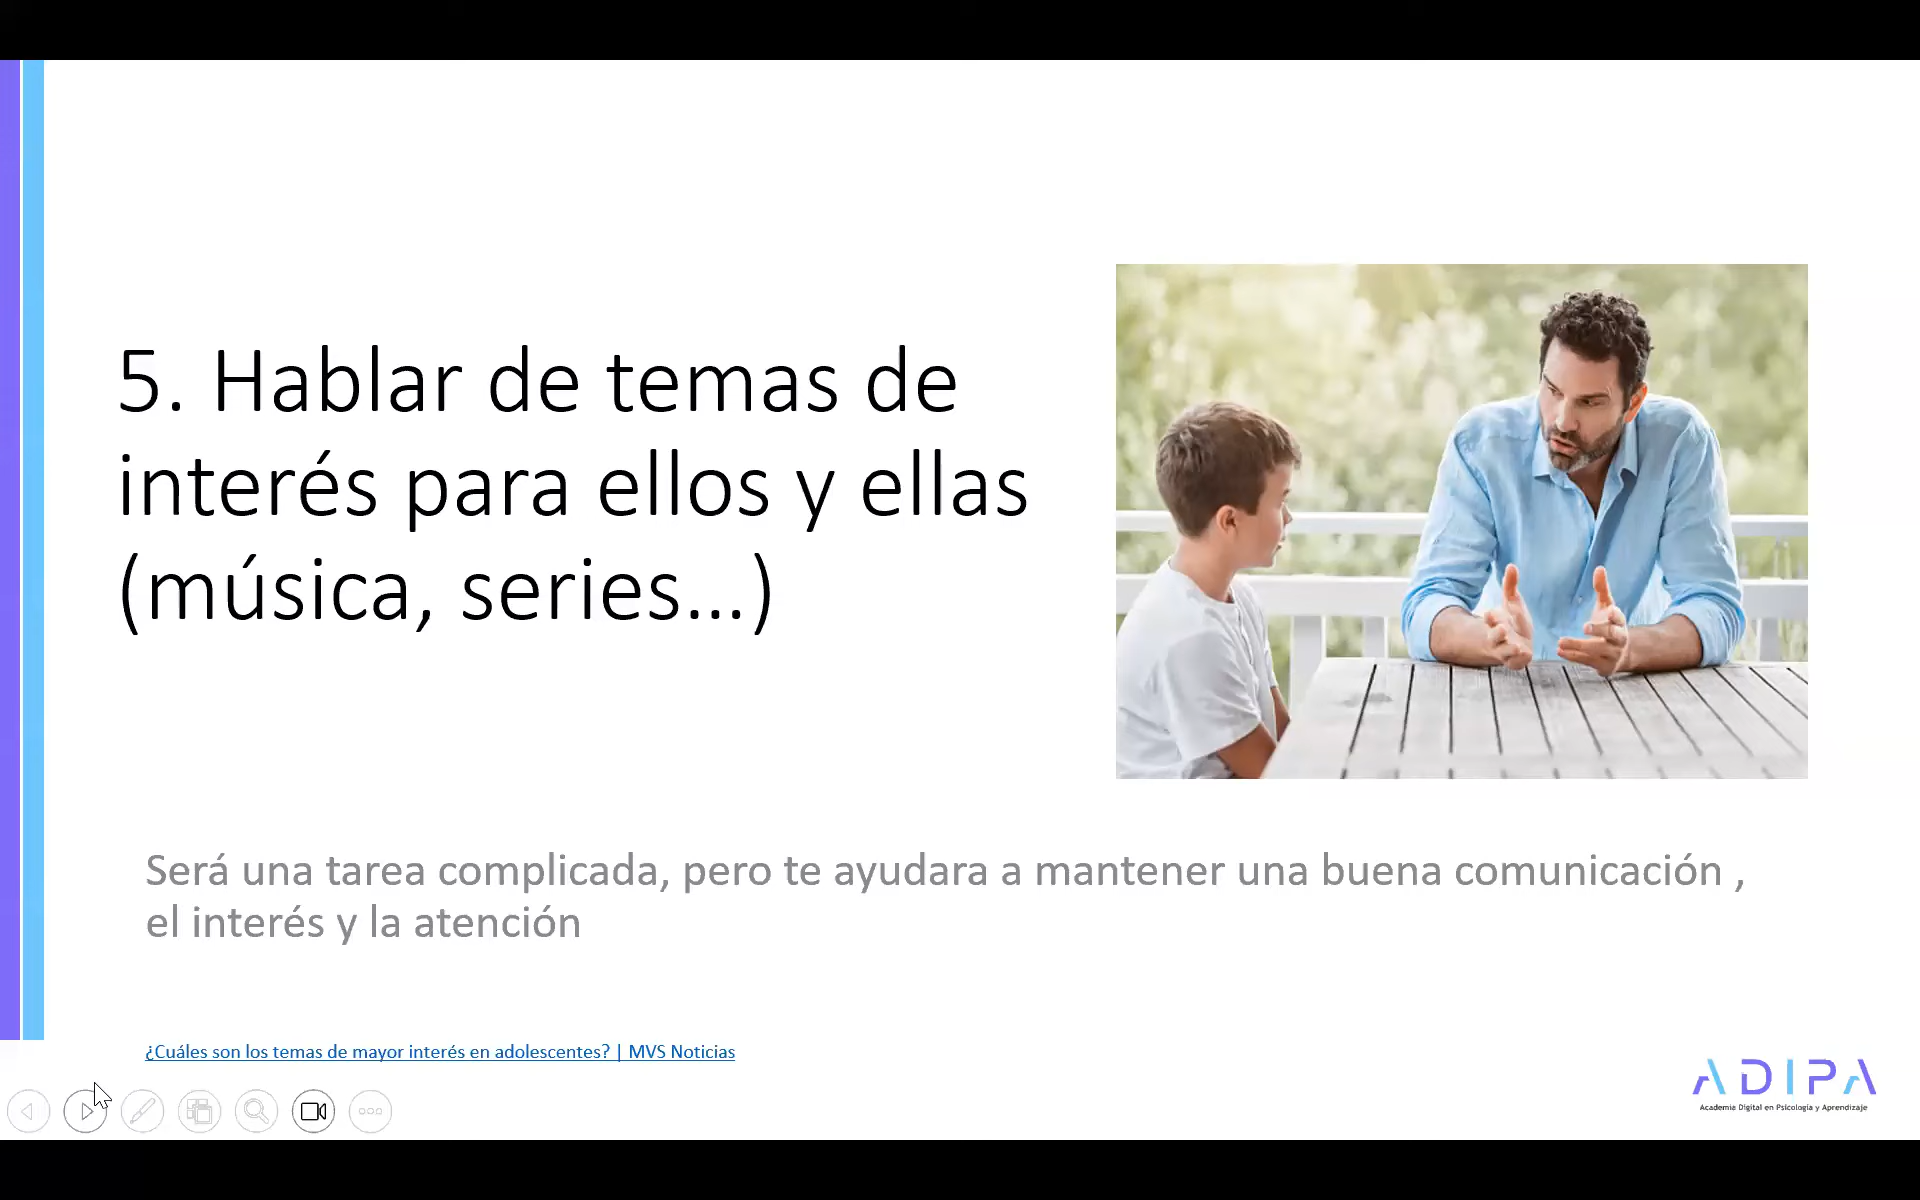 5. Hablar de temas de
interés para ellos y ellas
(música, series...)
Será una tarea complicada, pero te ayudara a mantener una buena comunicación ,
el interés y la atención
¿Cuáles son los temas de mayor interés en adolescentes? | MVS Noticias
ADIPA
Academia Digital en Psicología y Aprendizaje